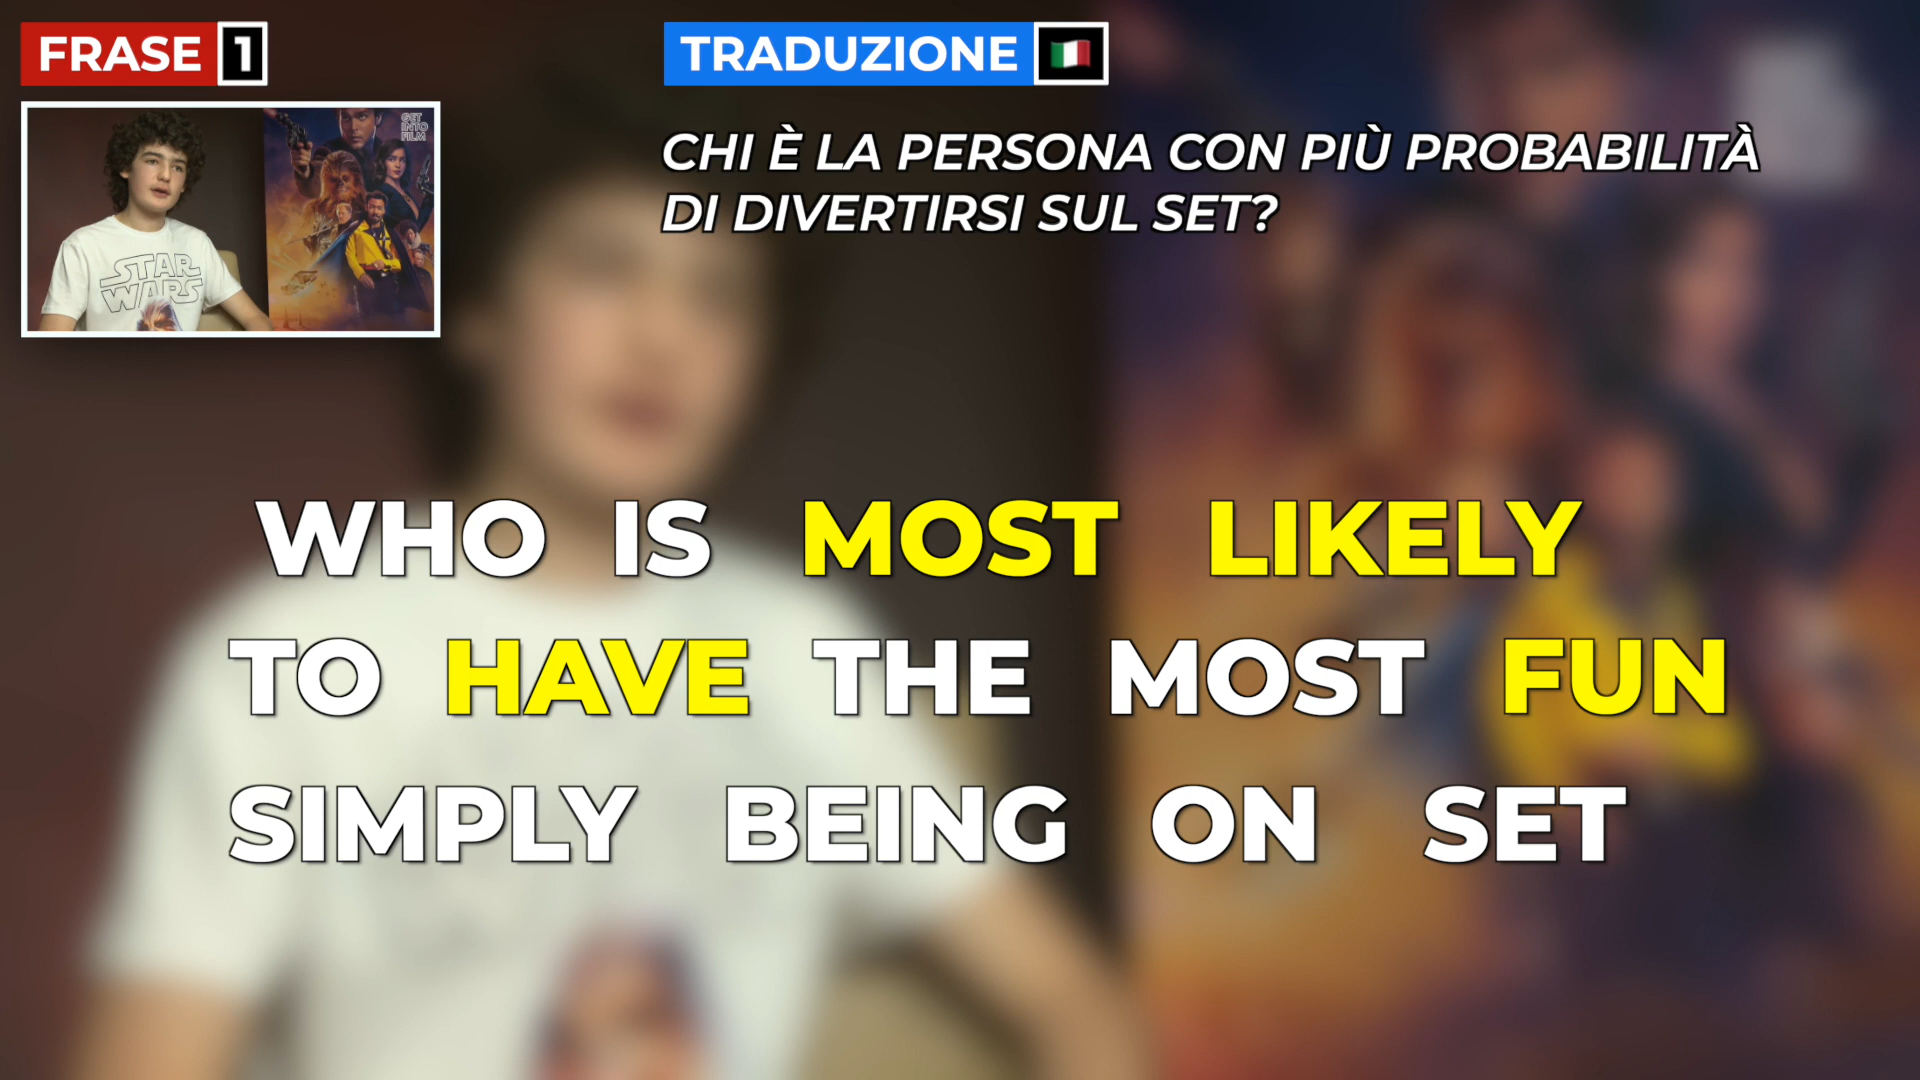 FRASE 1
TRADUZIONE
GET
INTO
FILM
STAR
WARS
CHI È LA PERSONA CON PIÙ PROBABILITÀ
DI DIVERTIRSI SUL SET?
WHO IS MOST LIKELY
TO HAVE THE MOST FUN
SIMPLY BEING ON SET